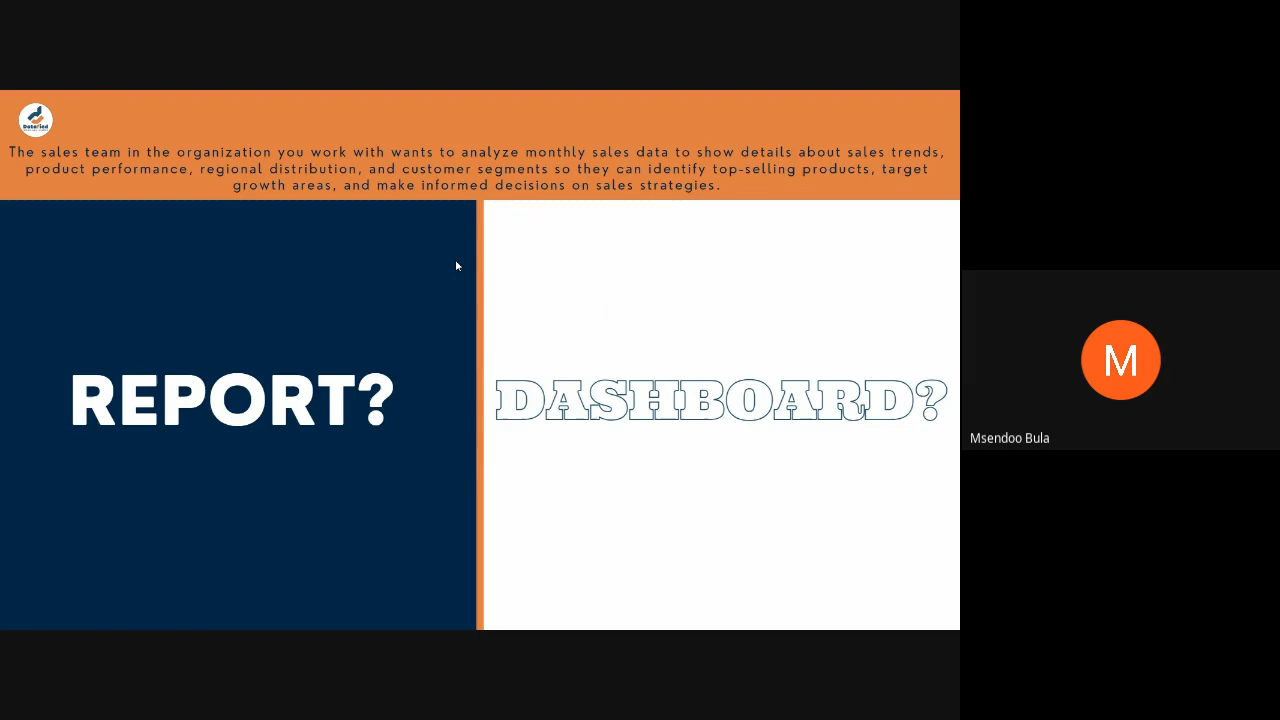 The sales team in the organization you work with wants to analyze monthly sales data to show details about sales trends,
product performance, regional distribution, and customer segments so they can identify top-selling products, target
growth areas, and make informed decisions on sales strategies.
REPORT?
DASHBOARD?
M
Msendoo Bula